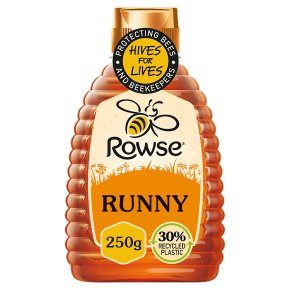 PROTECTING BEES
HIVES
FOR
LIVES
AND BEEKEEPERS
Rowse®
RUNNY
250g
30%
RECYCLED
PLASTIC